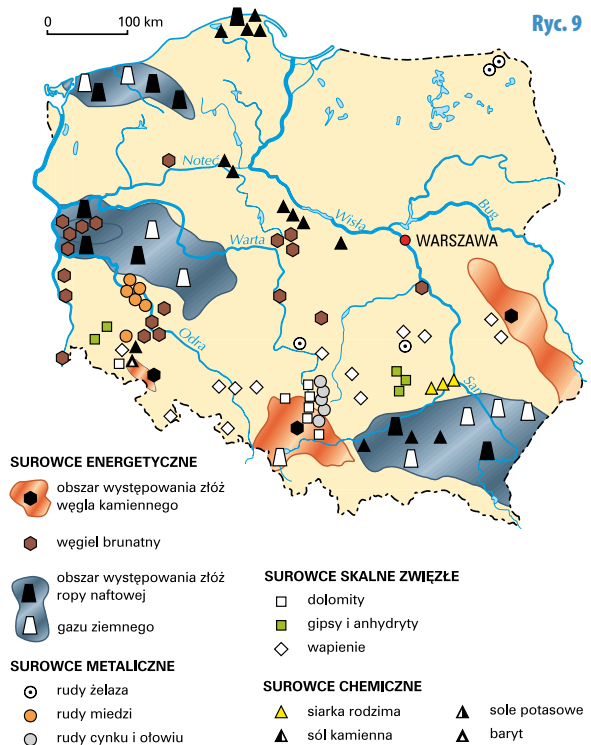 0 100 km
Ryc. 9
Noteć
Wisła
Bug
Warta
WARSZAWA
Odra
San
SUROWCE ENERGETYCZNE
obszar występowania złóż
węgla kamiennego
węgiel brunatny
obszar występowania złóż
ropy naftowej
gazu ziemnego
SUROWCE METALICZNE
rudy żelaza
rudy miedzi
rudy cynku i ołowiu
SUROWCE SKALNE ZWIĘZŁE
dolomity
gipsy i anhydryty
wapienie
SUROWCE CHEMICZNE
siarka rodzima
sól kamienna
sole potasowe
baryt